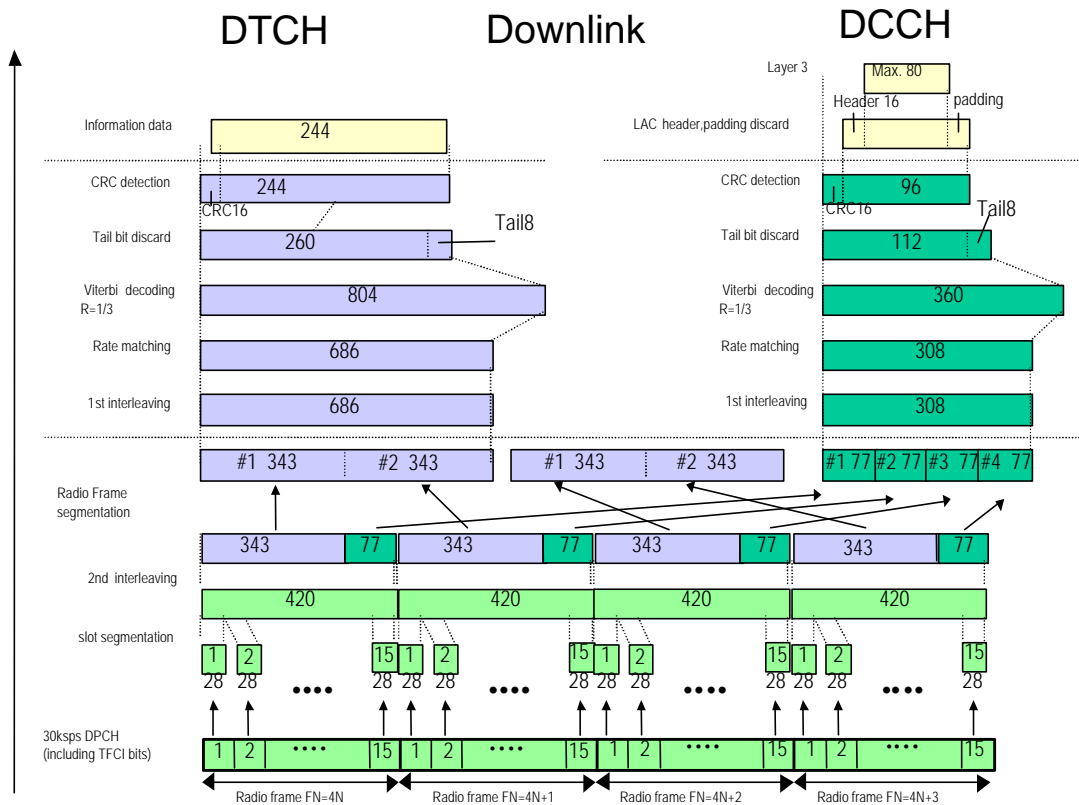 DTCH Downlink DCCH
Layer 3 Max. 80
Header 16 padding
Information data 244 LAC header,padding discard
CRC detection 244 CRC detection 96
CRC16 CRC16
Tail8 Tail8
Tail bit discard 260 Tail bit discard 112
Viterbi decoding 804 Viterbi decoding 360
R=1/3 R=1/3
Rate matching 686 Rate matching 308
1st interleaving 686 1st interleaving 308
#1 343 #2 343 #1 343 #2 343 #1 77 #2 77 #3 77 #4 77
Radio Frame
segmentation
343 77 343 77 343 77 343 77
2nd interleaving
420 420 420 420
slot segmentation
1 2 15 1 2 15 1 2 15 1 2 15
28 28 •••• 28 28 28 •••• 28 28 28 •••• 28 28 28 •••• 28
30ksps DPCH
(including TFCI bits)
1 2 •••• 15 1 2 •••• 15 1 2 •••• 15 1 2 •••• 15
Radio frame FN=4N Radio frame FN=4N+1 Radio frame FN=4N+2 Radio frame FN=4N+3